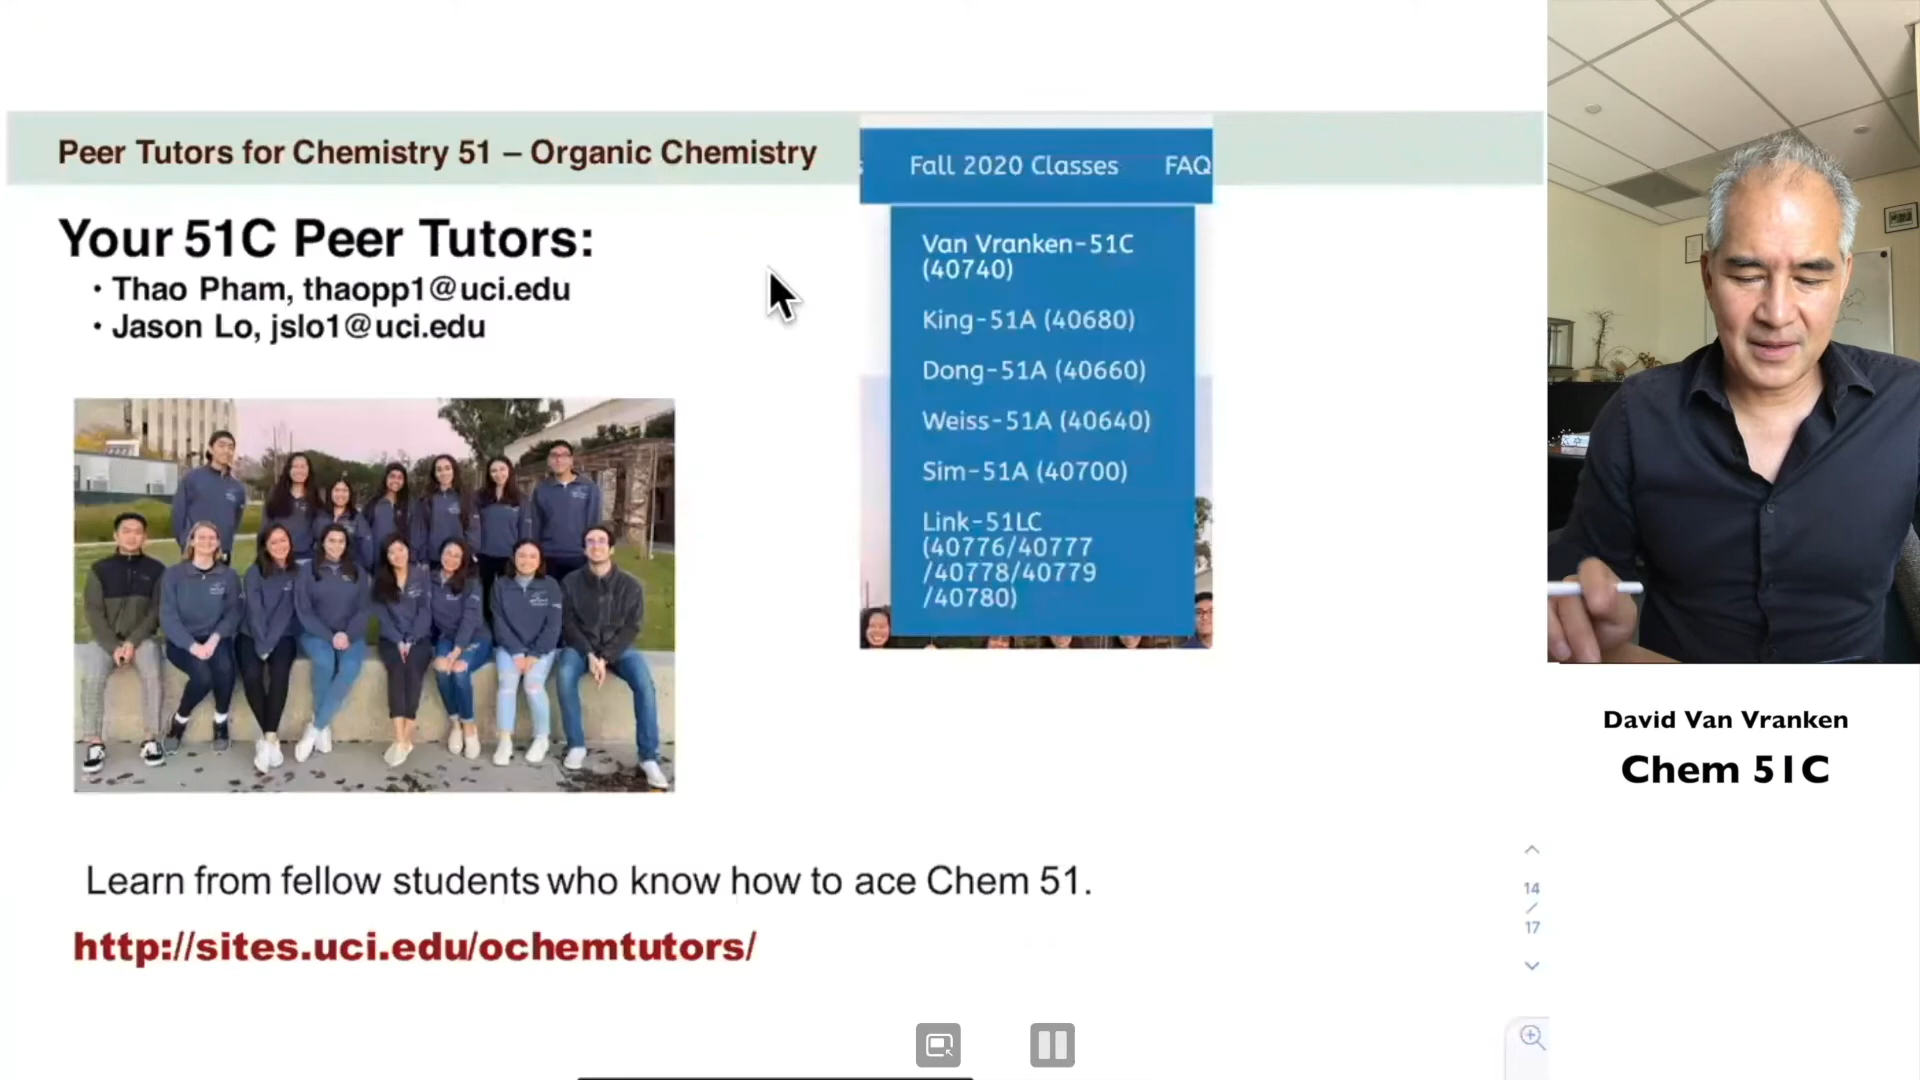 Peer Tutors for Chemistry 51 – Organic Chemistry
Fall 2020 Classes
FAQ
Your 51C Peer Tutors:
• Thao Pham, thaopp1@uci.edu
• Jason Lo, jslo1@uci.edu
Van Vranken-51C
(40740)
King-51A (40680)
Dong-51A (40660)
Weiss-51A (40640)
Sim-51A (40700)
Link-51LC
(40776/40777
/40778/40779
/40780)
Learn from fellow students who know how to ace Chem 51.
http://sites.uci.edu/ochemtutors/
David Van Vranken
Chem 51C
14
/
17